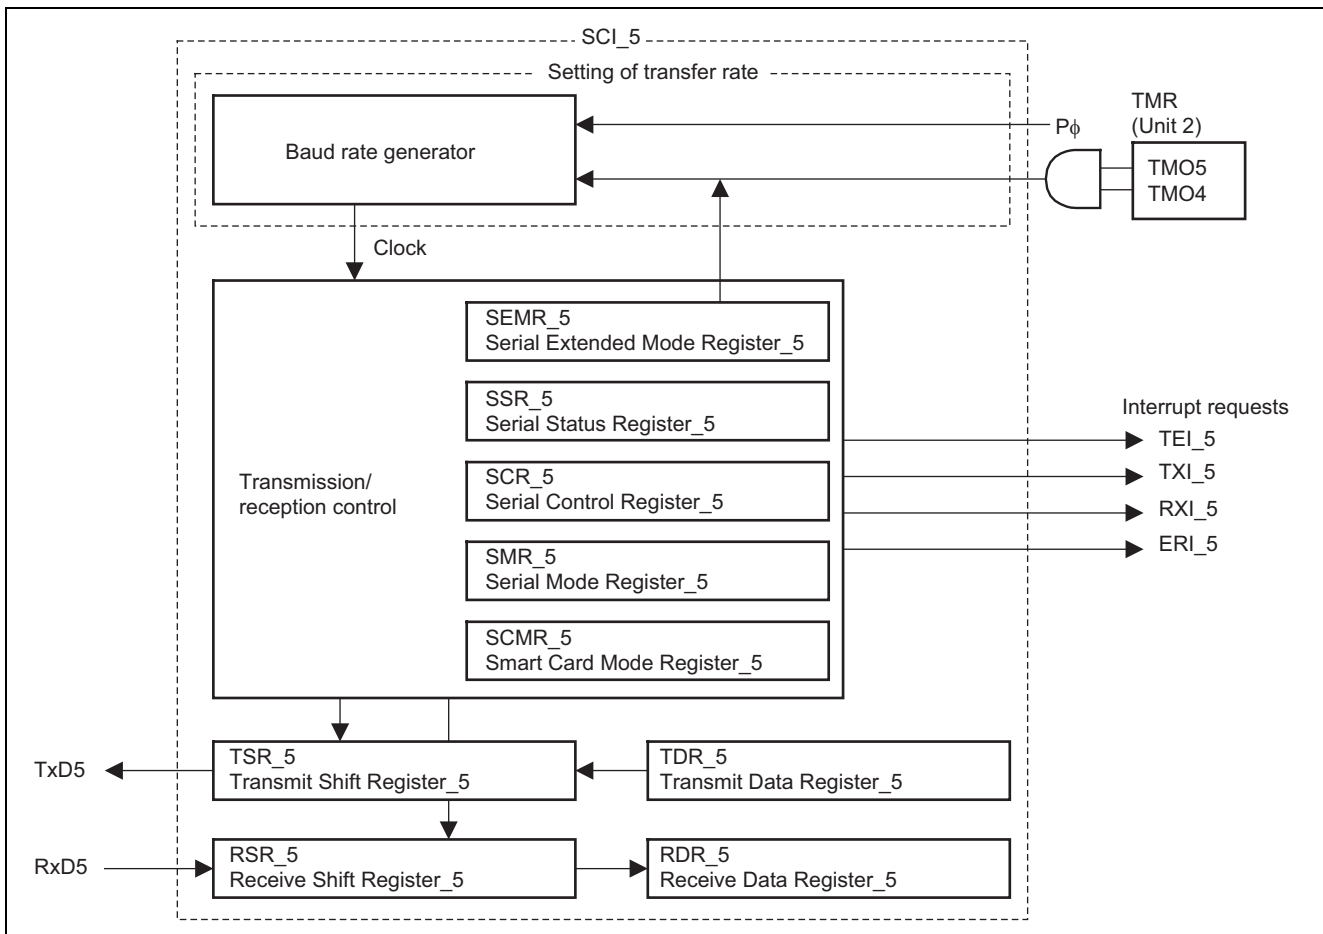 SCI_5
Setting of transfer rate
Baud rate generator
Pϕ
TMR
(Unit 2)
TMO5
TMO4
Clock
Transmission/
reception control
SEMR_5
Serial Extended Mode Register_5
SSR_5
Serial Status Register_5
SCR_5
Serial Control Register_5
SMR_5
Serial Mode Register_5
SCMR_5
Smart Card Mode Register_5
Interrupt requests
TEI_5
TXI_5
RXI_5
ERI_5
TxD5
TSR_5
Transmit Shift Register_5
TDR_5
Transmit Data Register_5
RxD5
RSR_5
Receive Shift Register_5
RDR_5
Receive Data Register_5